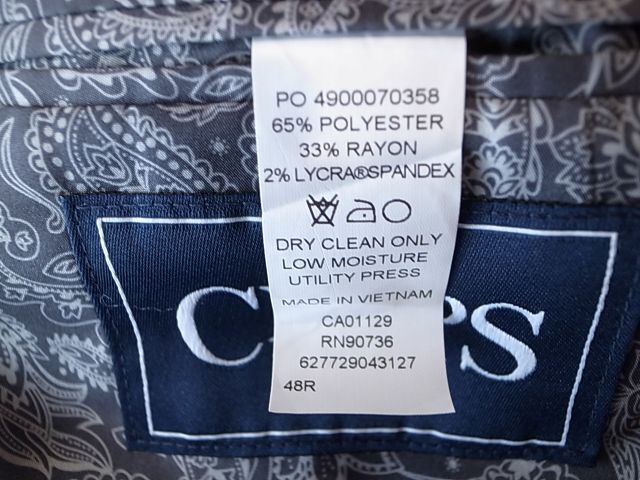 PO 4900070358
65% POLYESTER
33% RAYON
2% LYCRA®SPANDEX
DRY CLEAN ONLY
LOW MOISTURE
UTILITY PRESS
MADE IN VIETNAM
CA01129
RN90736
627729043127
48R